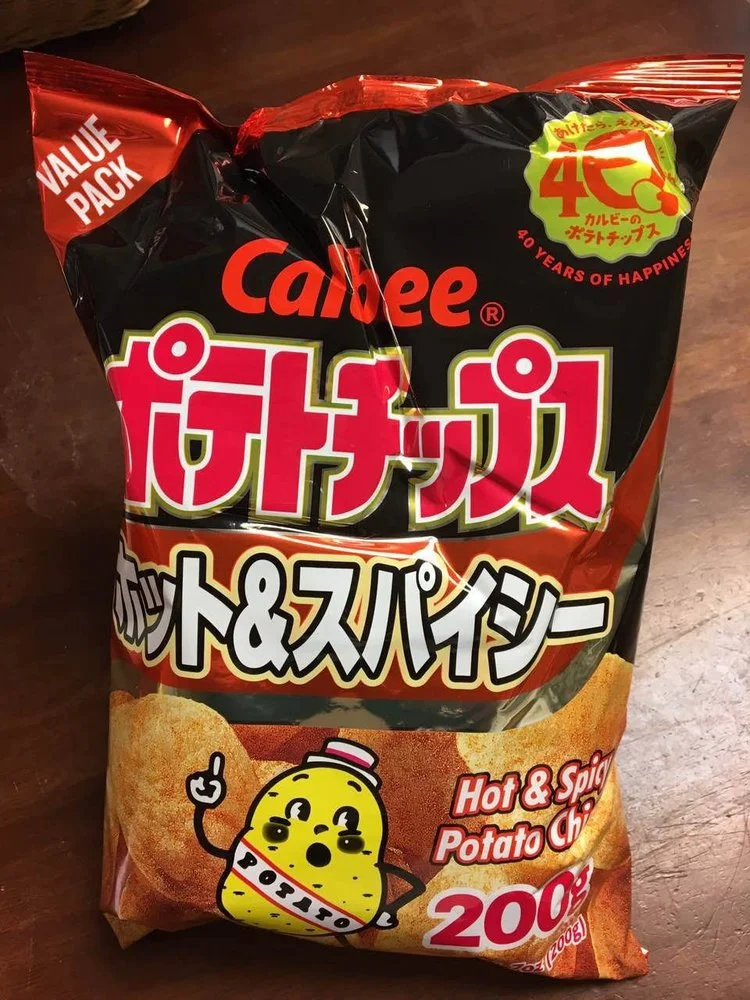 VALUE
PACK
あけたら、えがお
40
カルビーの
ポテトチップス
40 YEARS OF HAPPINES
Calbee®
ポテトチップス
ホット&スパイシー
Hot & Spicy
Potato Chi
POTATO
200g
(200g)